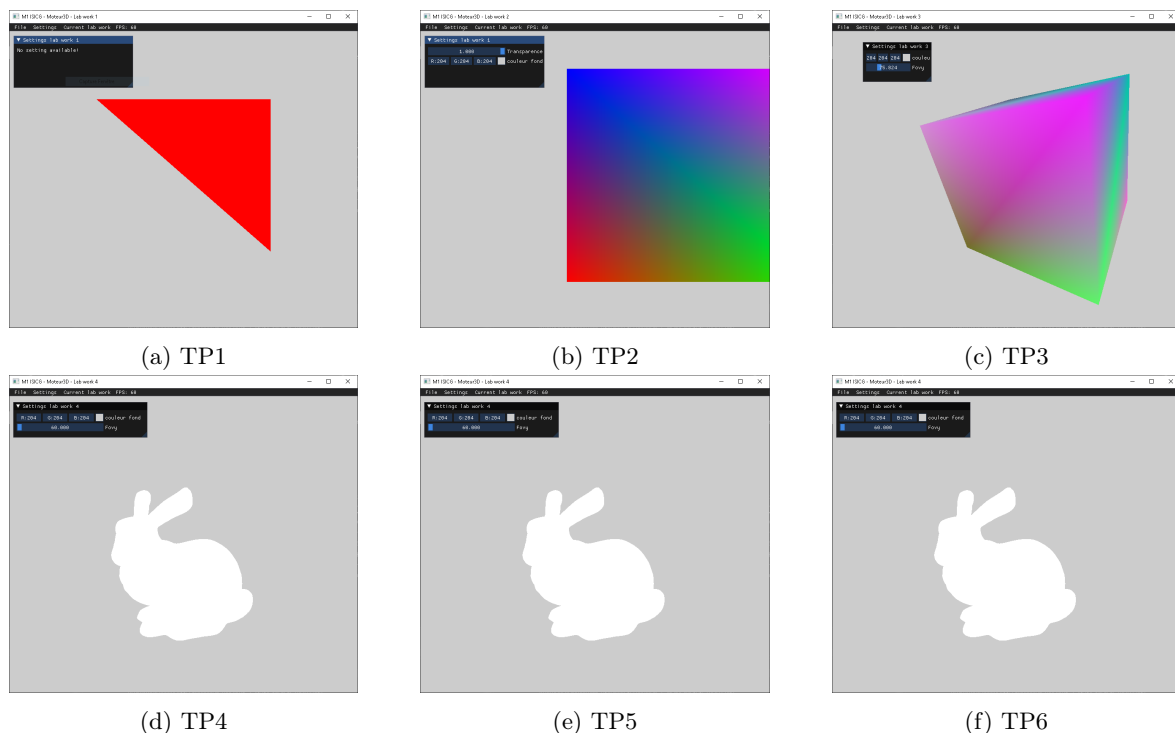 M1 ISICG - Moteur3D - Lab work 1
File Settings Current lab work FPS: 60
Settings lab work 1
No setting available!
(a) TP1
M1 ISICG - Moteur3D - Lab work 2
File Settings Current lab work FPS: 60
Settings lab work 1
1.000 Transparence
R:204 G:204 B:204 couleur fond
(b) TP2
M1 ISICG - Moteur3D - Lab work 3
File Settings Current lab work FPS: 60
Settings lab work 3
204 204 204 couleu
75.024 Fovy
(c) TP3
M1 ISICG - Moteur3D - Lab work 4
File Settings Current lab work FPS: 60
Settings lab work 4
R:204 G:204 B:204 couleur fond
60.000 Fovy
(d) TP4
M1 ISICG - Moteur3D - Lab work 4
File Settings Current lab work FPS: 60
Settings lab work 4
R:204 G:204 B:204 couleur fond
60.000 Fovy
(e) TP5
M1 ISICG - Moteur3D - Lab work 4
File Settings Current lab work FPS: 60
Settings lab work 4
R:204 G:204 B:204 couleur fond
60.000 Fovy
(f) TP6